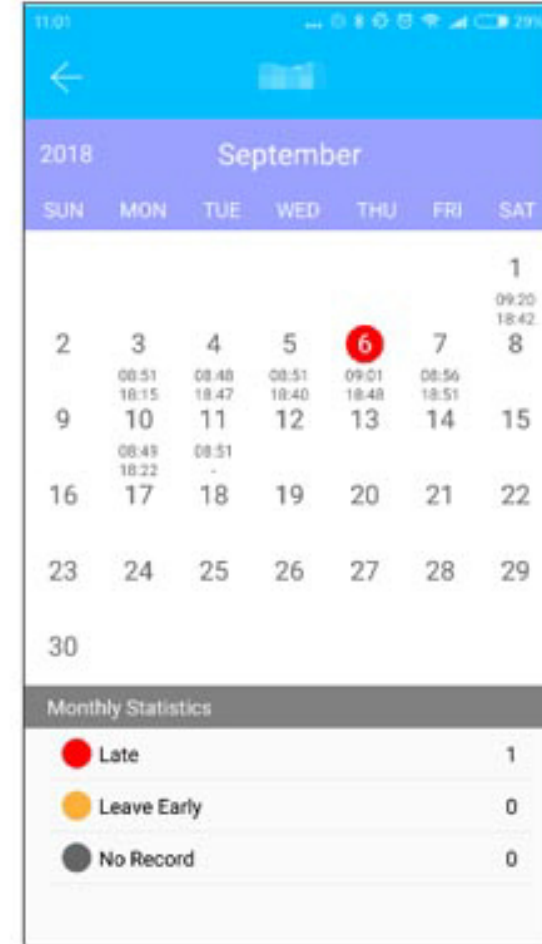 11:01 ... 29%
2018 September
SUN MON TUE WED THU FRI SAT
1
09:20
18:42
2 3 4 5 6 7 8
08:51 08:48 08:51 09:01 08:56
18:15 18:47 18:40 18:48 18:51
9 10 11 12 13 14 15
08:49 08:51
18:22 -
16 17 18 19 20 21 22
23 24 25 26 27 28 29
30
Monthly Statistics
Late 1
Leave Early 0
No Record 0